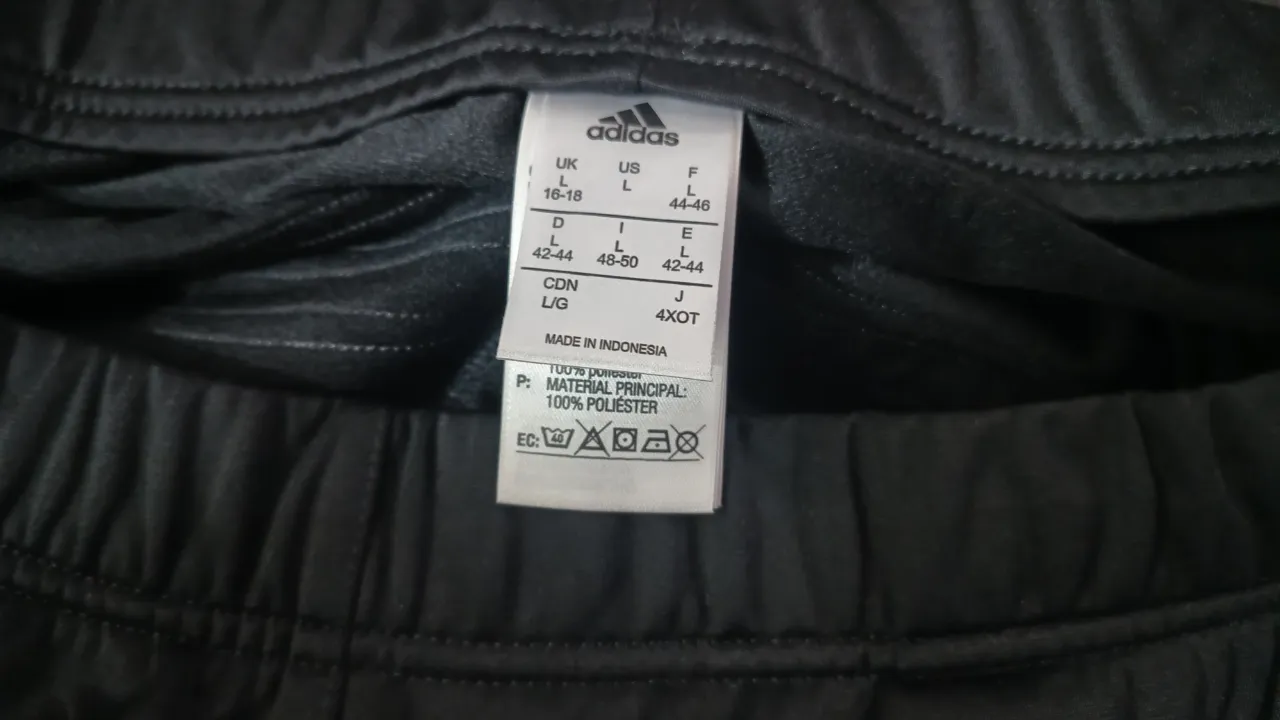 adidas
UK US F
L L L
16-18 44-46
D I E
L L L
42-44 48-50 42-44
CDN J
L/G 4XOT
MADE IN INDONESIA
100% poliester
P: MATERIAL PRINCIPAL:
100% POLIÉSTER
EC: 40